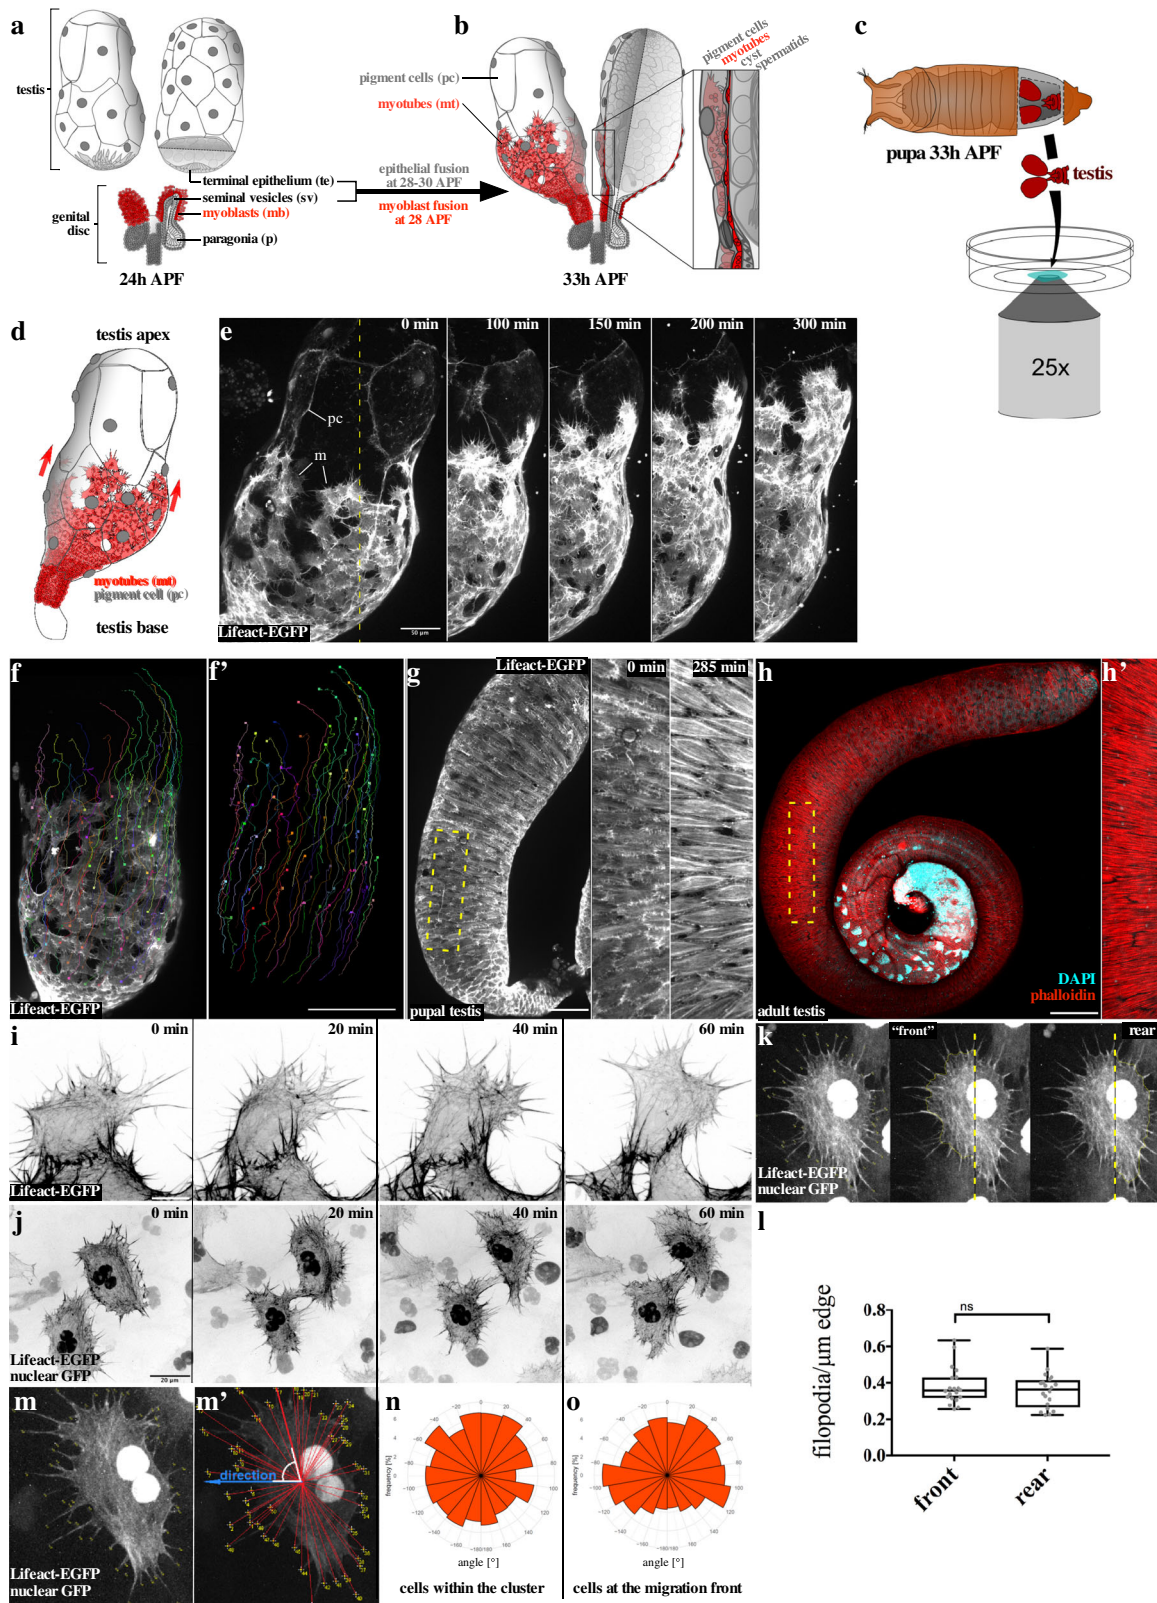 a
testis
terminal epithelium (te)
seminal vesicles (sv)
myoblasts (mb)
paragonia (p)
genital
disc
24h APF
epithelial fusion
at 28-30 APF
myoblast fusion
at 28 APF
b
pigment cells (pc)
myotubes (mt)
33h APF
pigment cells
myotubes
cyst
spermatids
c
pupa 33h APF
testis
25x
d
testis apex
myotubes (mt)
pigment cell (pc)
testis base
e
0 min
100 min
150 min
200 min
300 min
pc
m
Lifeact-EGFP
50 µm
f
Lifeact-EGFP
f’
g
Lifeact-EGFP
0 min
285 min
pupal testis
h
DAPI
phalloidin
adult testis
h’
i
0 min
20 min
40 min
60 min
Lifeact-EGFP
j
0 min
20 min
40 min
60 min
Lifeact-EGFP
nuclear GFP
20 µm
k
“front”
rear
Lifeact-EGFP
nuclear GFP
l
filopodia/µm edge
0.8
0.6
0.4
0.2
0.0
ns
front
rear
m
Lifeact-EGFP
nuclear GFP
m’
direction
n
frequency [%]
angle [°]
cells within the cluster
o
frequency [%]
angle [°]
cells at the migration front